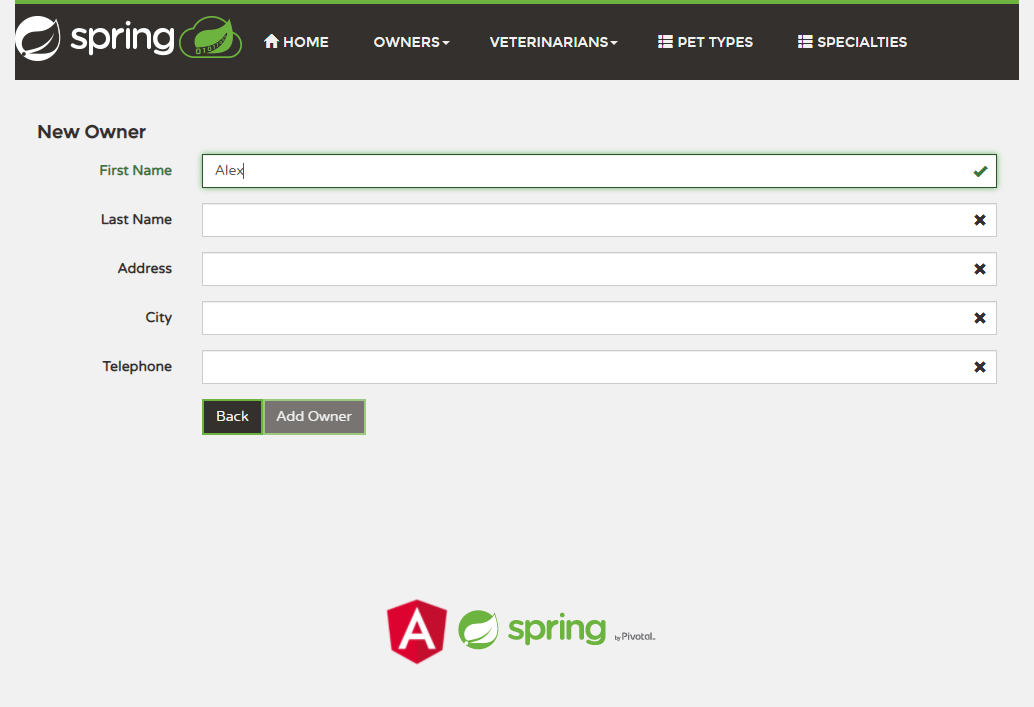 spring HOME OWNERS VETERINARIANS PET TYPES SPECIALTIES
New Owner
First Name Alex
Last Name
Address
City
Telephone
Back Add Owner
A spring by Pivotal